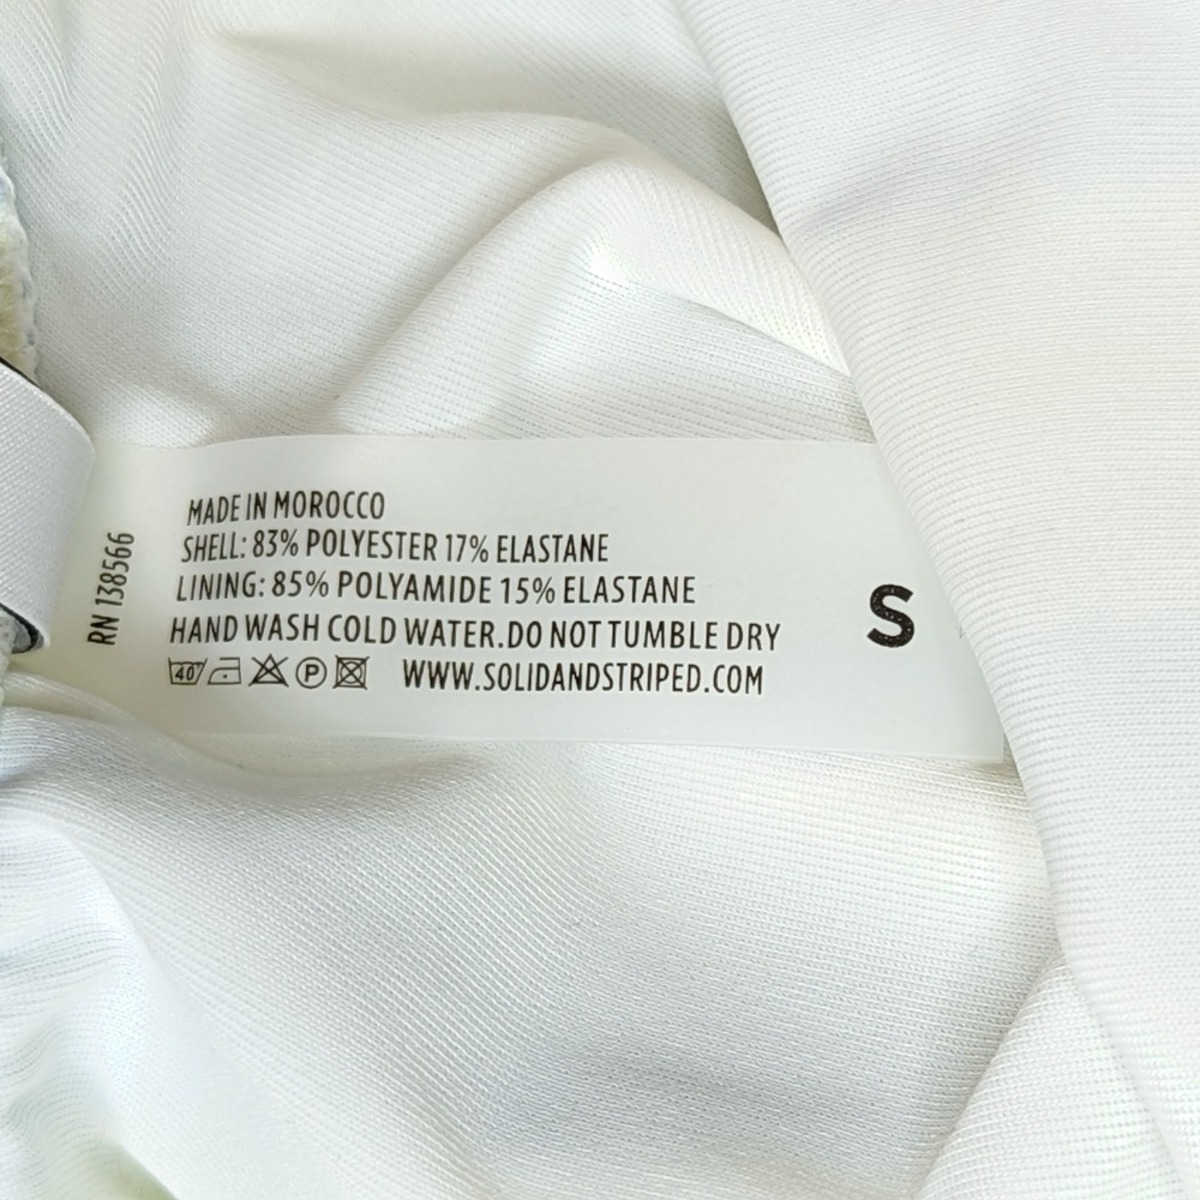 MADE IN MOROCCO
SHELL: 83% POLYESTER 17% ELASTANE
LINING: 85% POLYAMIDE 15% ELASTANE
HAND WASH COLD WATER.DO NOT TUMBLE DRY
40 P WWW.SOLIDANDSTRIPED.COM
RN 138566
S